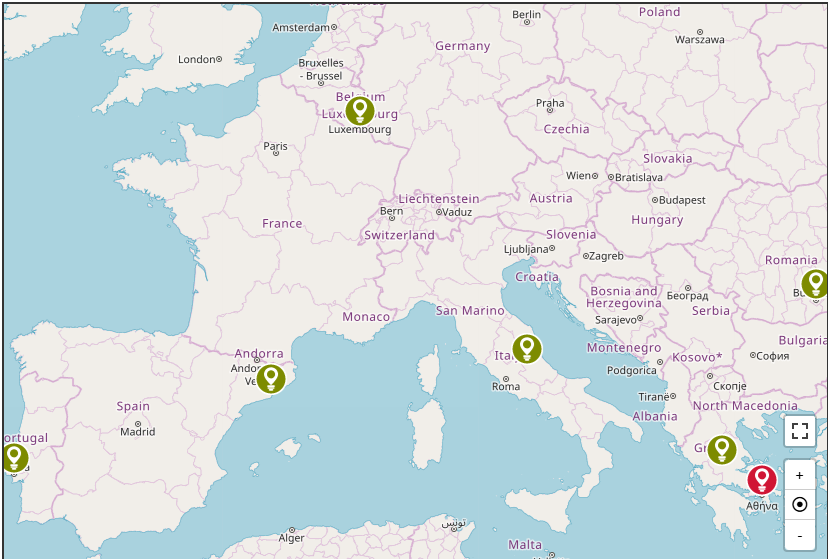 Berlin
Poland
Amsterdam
Germany
Warszawa
London
Bruxelles
- Brussel
Belgium
Praha
Luxembourg
Czechia
Paris
Slovakia
Wien
Bratislava
Liechtenstein
Austria
Budapest
Bern
Vaduz
France
Hungary
Switzerland
Slovenia
Ljubljana
Zagreb
Romania
Croatia
Bosnia and
Herzegovina
Београд
San Marino
Serbia
Monaco
Sarajevo
Bulgaria
Montenegro
Andorra
Kosovo*
София
Podgorica
Roma
Скопје
Tiranë
Spain
North Macedonia
Albania
Madrid
+
Αθήνα
-
تونس
Alger
Malta